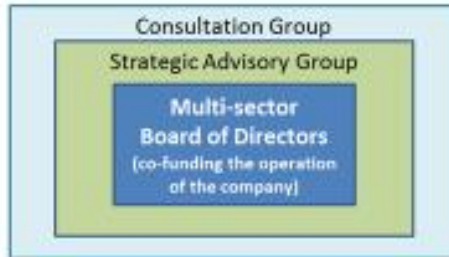 Consultation Group
Strategic Advisory Group
Multi-sector
Board of Directors
(co-funding the operation
of the company)